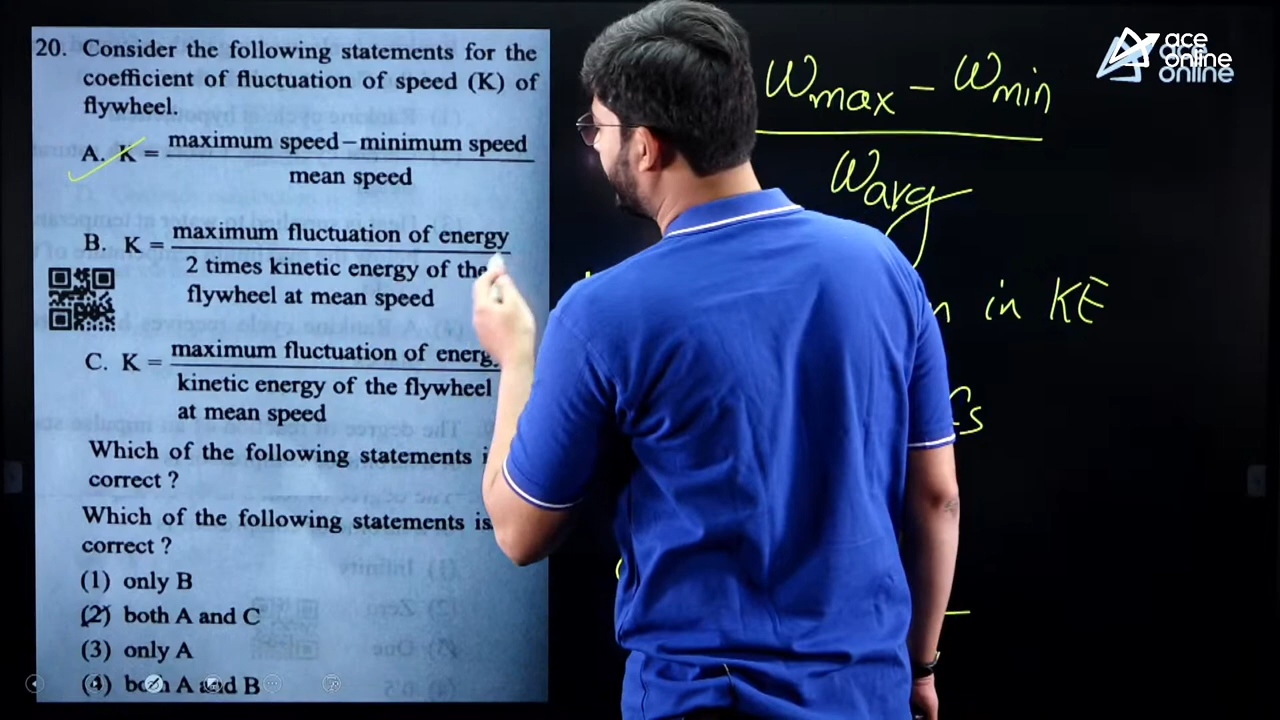 20. Consider the following statements for the
coefficient of fluctuation of speed (K) of
flywheel.
A. K = maximum speed – minimum speed
mean speed
B. K = maximum fluctuation of energy
2 times kinetic energy of the
flywheel at mean speed
C. K = maximum fluctuation of energ
kinetic energy of the flywheel
at mean speed
Which of the following statements i
correct ?
Which of the following statements is
correct ?
(1) only B
(2) both A and C
(3) only A
(4) both A and B
ωmax – ωmin
ωavg
in KE
Cs
ace
online